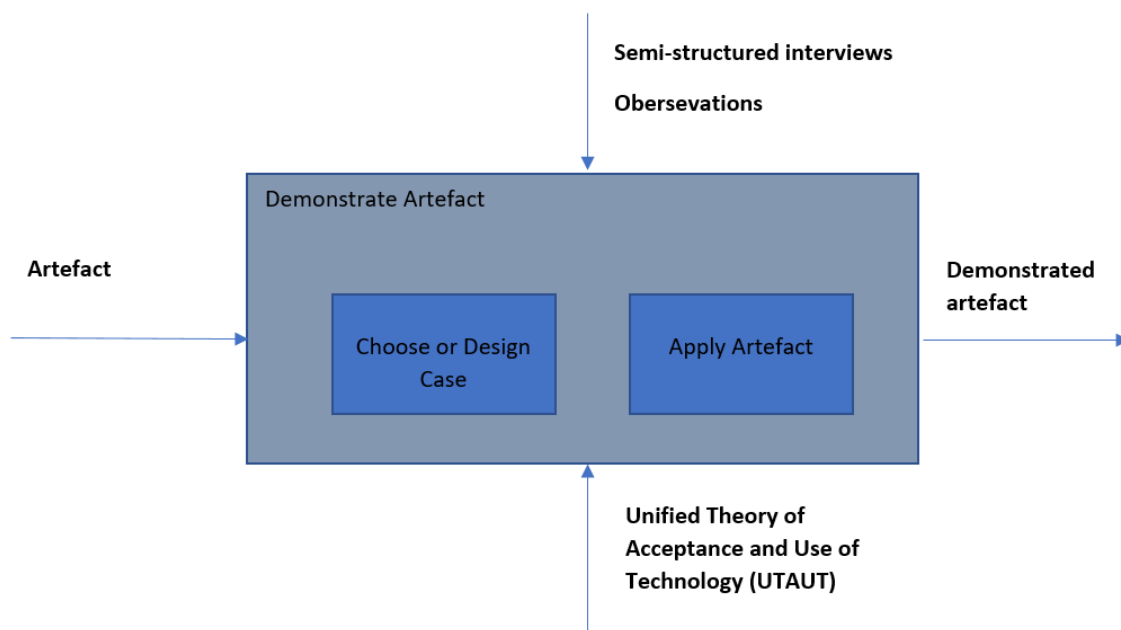 Semi-structured interviews
Obersevations
Demonstrate Artefact
Artefact
Demonstrated
artefact
Choose or Design
Case
Apply Artefact
Unified Theory of
Acceptance and Use of
Technology (UTAUT)